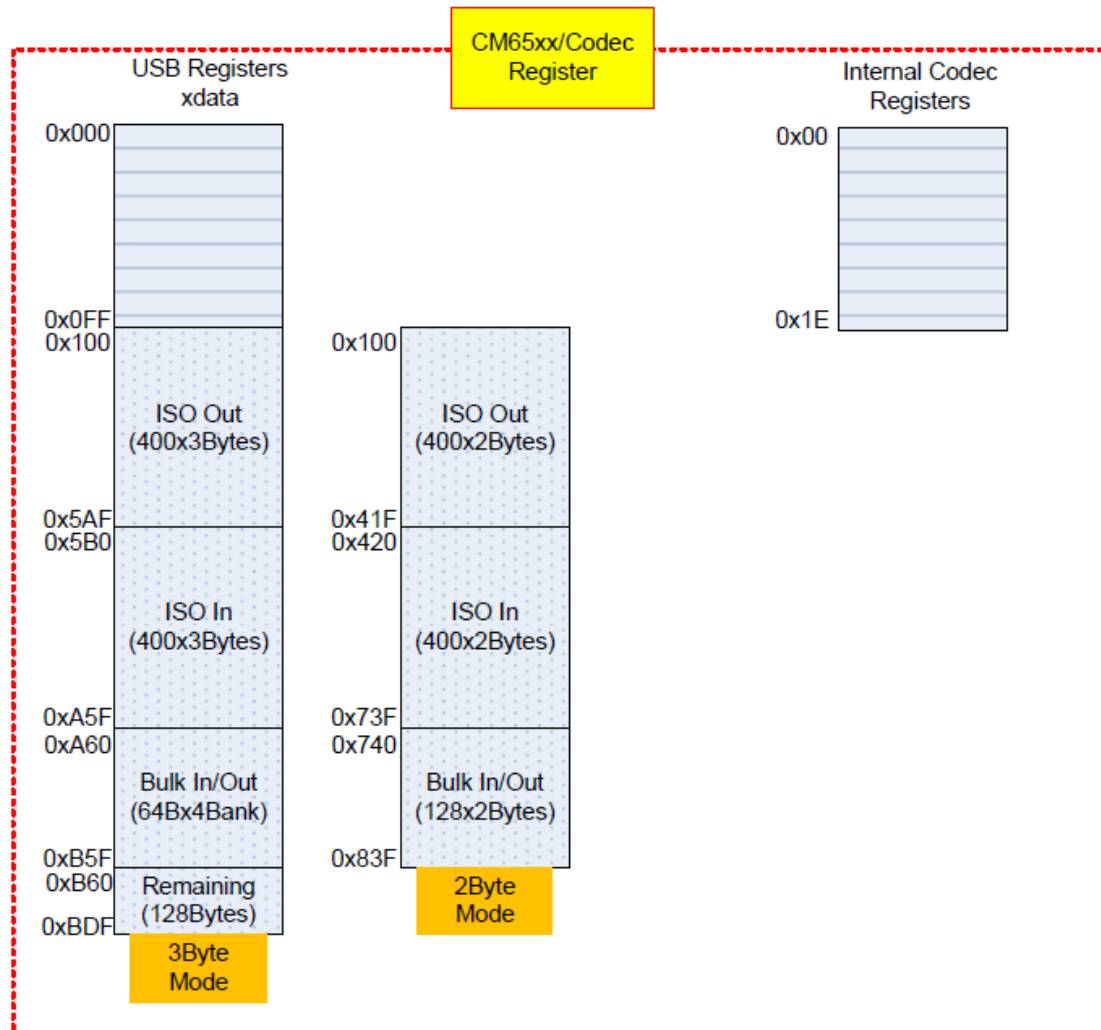 CM65xx/Codec
Register
USB Registers
xdata
Internal Codec
Registers
0x000
0x0FF
0x100
ISO Out
(400x3Bytes)
0x5AF
0x5B0
ISO In
(400x3Bytes)
0xA5F
0xA60
Bulk In/Out
(64Bx4Bank)
0xB5F
0xB60
Remaining
(128Bytes)
0xBDF
3Byte
Mode
0x100
ISO Out
(400x2Bytes)
0x41F
0x420
ISO In
(400x2Bytes)
0x73F
0x740
Bulk In/Out
(128x2Bytes)
0x83F
2Byte
Mode
0x00
0x1E